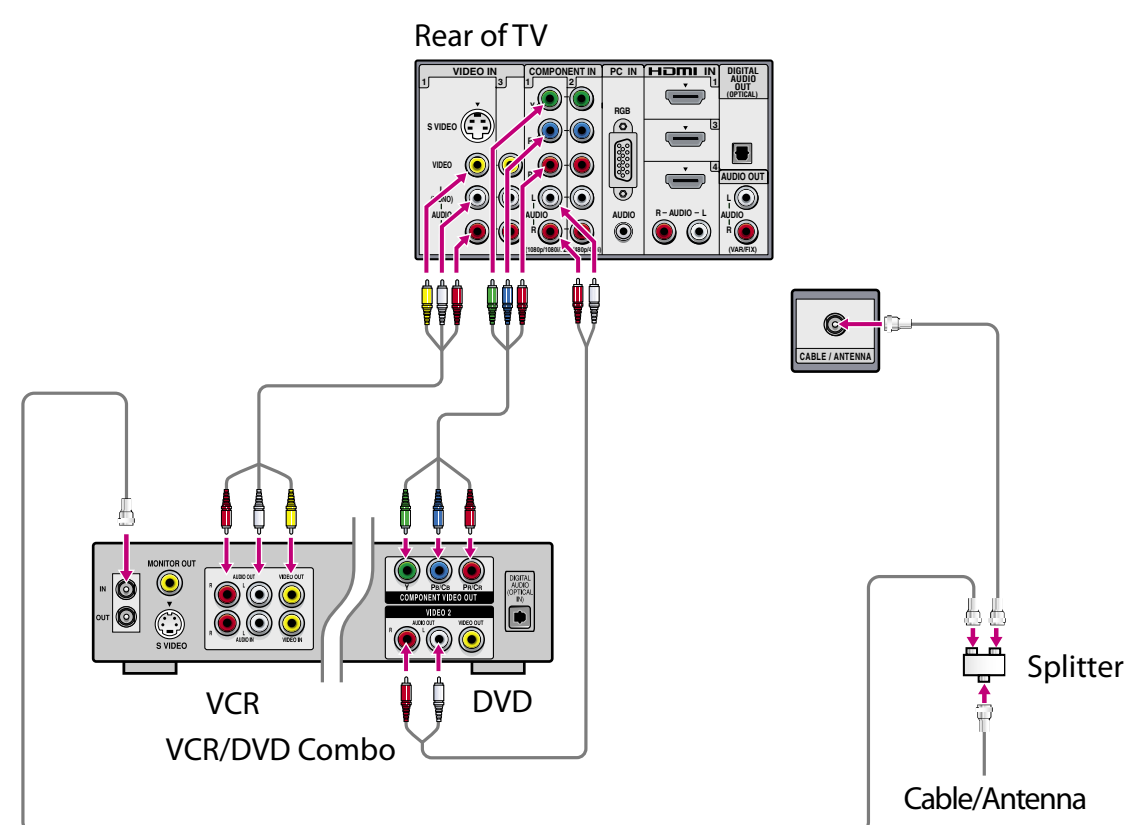 Rear of TV
VIDEO IN
COMPONENT IN
PC IN
HDMI IN
DIGITAL
AUDIO
OUT
(OPTICAL)
1
3
1
2
1
RGB
S VIDEO
3
VIDEO
4
AUDIO OUT
L
L
AUDIO
AUDIO
AUDIO
R – AUDIO – L
AUDIO
R
R
(VAR/FIX)
CABLE / ANTENNA
MONITOR OUT
IN
OUT
S VIDEO
AUDIO OUT
VIDEO OUT
R
L
R
L
AUDIO IN
VIDEO IN
Y
PB/CB
PR/CR
COMPONENT VIDEO OUT
VIDEO 2
AUDIO OUT
VIDEO OUT
R
L
DIGITAL
AUDIO
(OPTICAL
IN)
Splitter
VCR
DVD
VCR/DVD Combo
Cable/Antenna